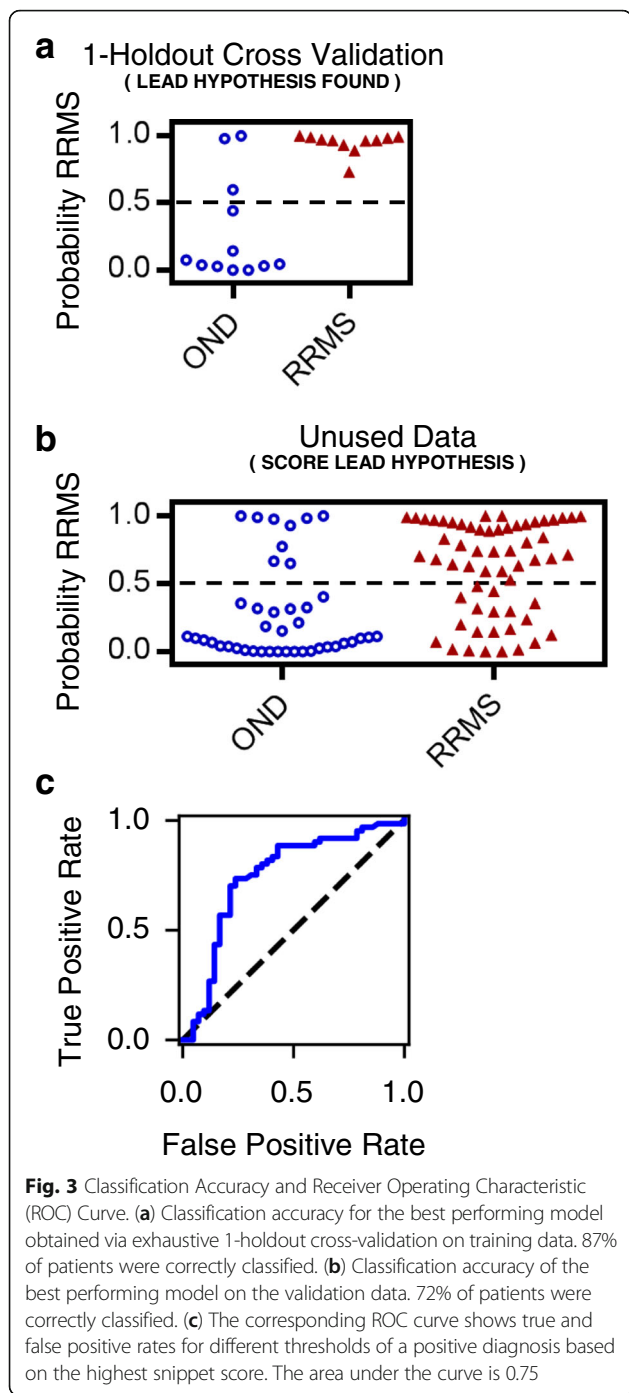 a 1-Holdout Cross Validation
( LEAD HYPOTHESIS FOUND )
Probability RRMS
1.0
0.5
0.0
OND
RRMS
b Unused Data
( SCORE LEAD HYPOTHESIS )
Probability RRMS
1.0
0.5
0.0
OND
RRMS
c
True Positive Rate
1.0
0.5
0.0
0.0 0.5 1.0
False Positive Rate
Fig. 3 Classification Accuracy and Receiver Operating Characteristic
(ROC) Curve. (a) Classification accuracy for the best performing model
obtained via exhaustive 1-holdout cross-validation on training data. 87%
of patients were correctly classified. (b) Classification accuracy of the
best performing model on the validation data. 72% of patients were
correctly classified. (c) The corresponding ROC curve shows true and
false positive rates for different thresholds of a positive diagnosis based
on the highest snippet score. The area under the curve is 0.75